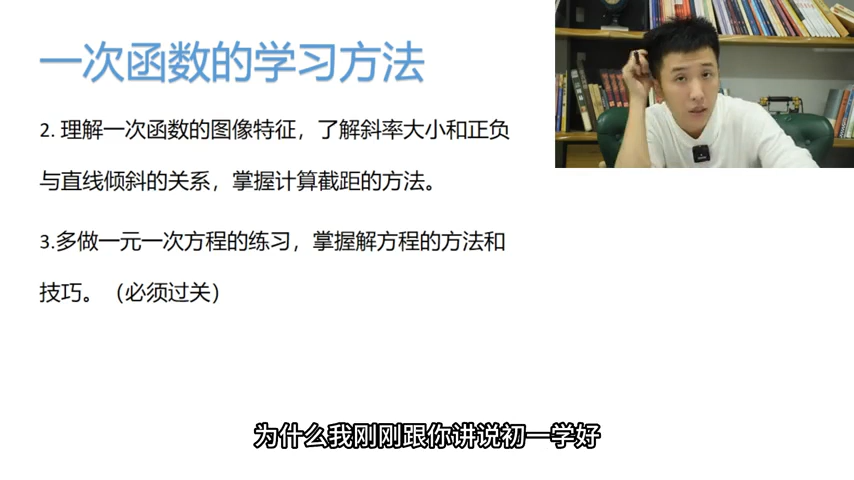 一次函数的学习方法
2. 理解一次函数的图像特征，了解斜率大小和正负
与直线倾斜的关系，掌握计算截距的方法。
3.多做一元一次方程的练习，掌握解方程的方法和
技巧。（必须过关）
为什么我刚刚跟你讲说初一学好